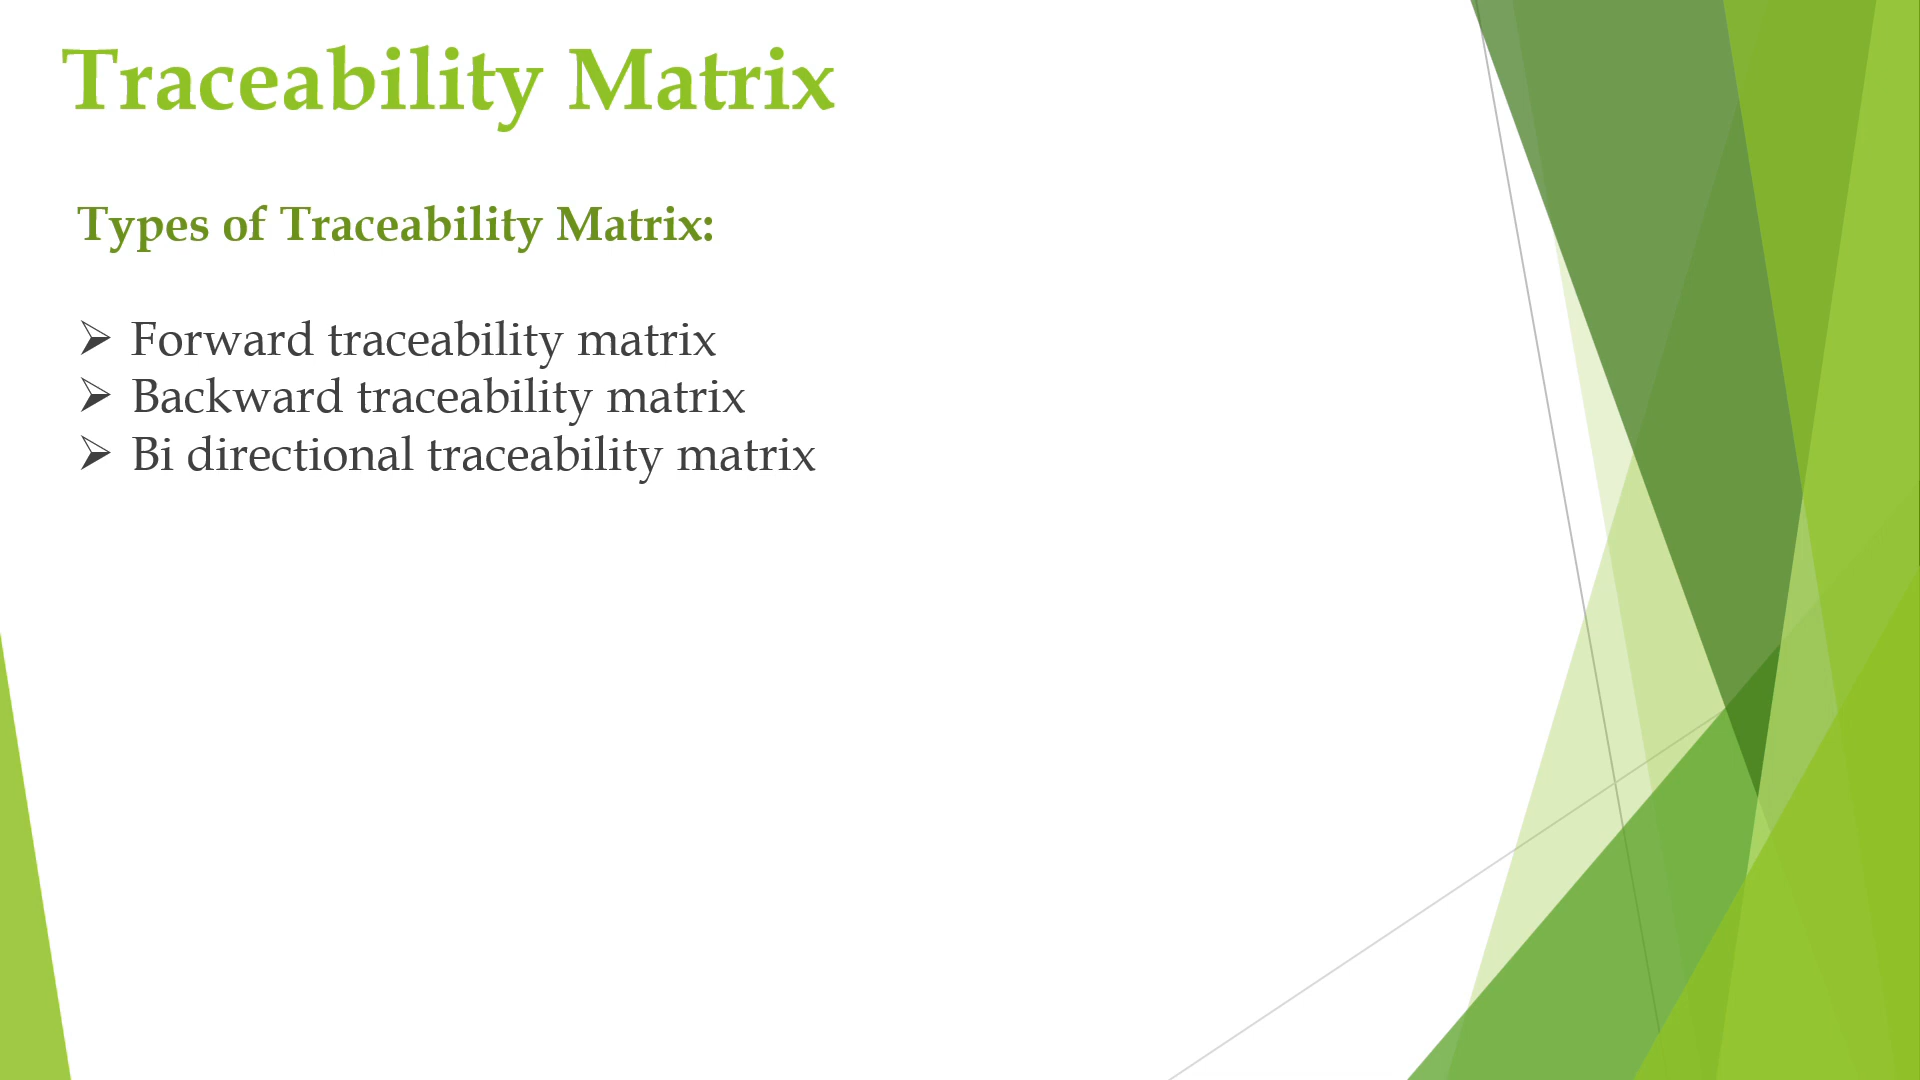 Traceability Matrix
Types of Traceability Matrix:
➢ Forward traceability matrix
➢ Backward traceability matrix
➢ Bi directional traceability matrix